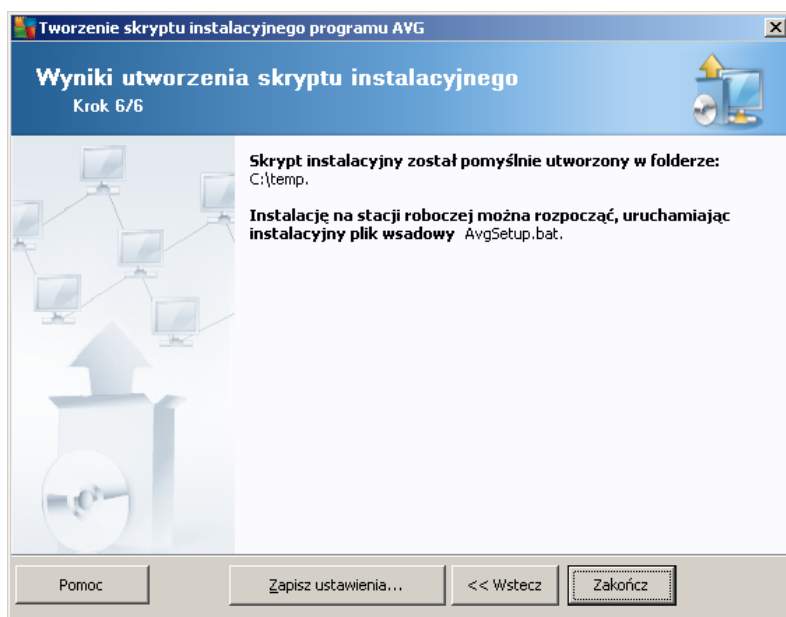 Tworzenie skryptu instalacyjnego programu AVG
Wyniki utworzenia skryptu instalacyjnego
Krok 6/6
Skrypt instalacyjny został pomyślnie utworzony w folderze:
C:\temp.
Instalację na stacji roboczej można rozpocząć, uruchamiając
instalacyjny plik wsadowy AvgSetup.bat.
Pomoc
Zapisz ustawienia...
<< Wstecz
Zakończ